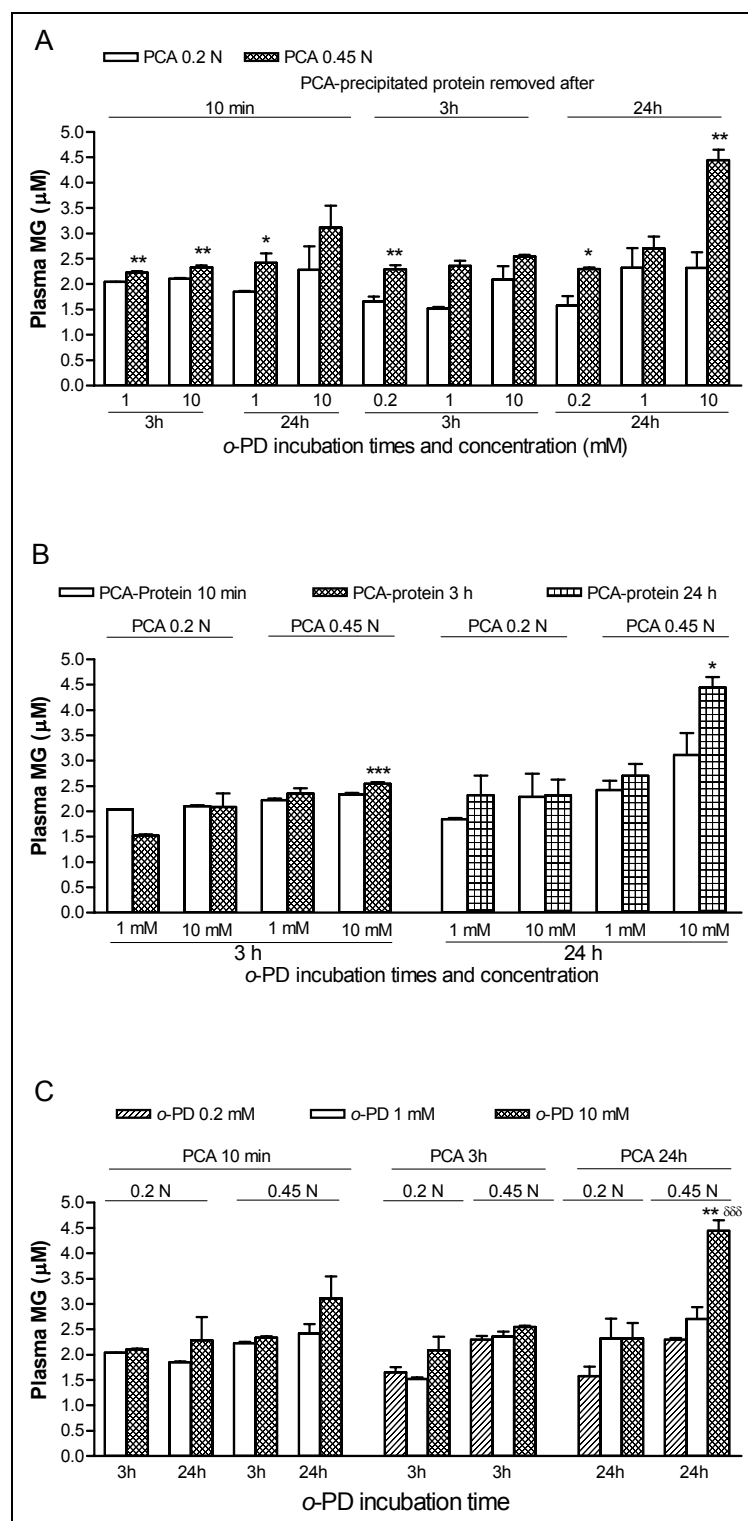 A
PCA 0.2 N PCA 0.45 N
PCA-precipitated protein removed after
10 min 3h 24h
5.0
4.5
4.0
3.5
3.0
2.5
2.0
1.5
1.0
0.5
0.0
Plasma MG (μM)
** ** * ** * **
1 10 1 10 0.2 1 10 0.2 1 10
3h 24h 3h 24h
o-PD incubation times and concentration (mM)
B
PCA-Protein 10 min PCA-protein 3 h PCA-protein 24 h
PCA 0.2 N PCA 0.45 N PCA 0.2 N PCA 0.45 N
5.0
4.5
4.0
3.5
3.0
2.5
2.0
1.5
1.0
0.5
0.0
Plasma MG (μM)
*** *
1 mM 10 mM 1 mM 10 mM 1 mM 10 mM 1 mM 10 mM
3 h 24 h
o-PD incubation times and concentration
C
o-PD 0.2 mM o-PD 1 mM o-PD 10 mM
PCA 10 min PCA 3h PCA 24h
0.2 N 0.45 N 0.2 N 0.45 N 0.2 N 0.45 N
5.0
4.5
4.0
3.5
3.0
2.5
2.0
1.5
1.0
0.5
0.0
Plasma MG (μM)
** δδδ
3h 24h 3h 24h 3h 3h 24h 24h
o-PD incubation time